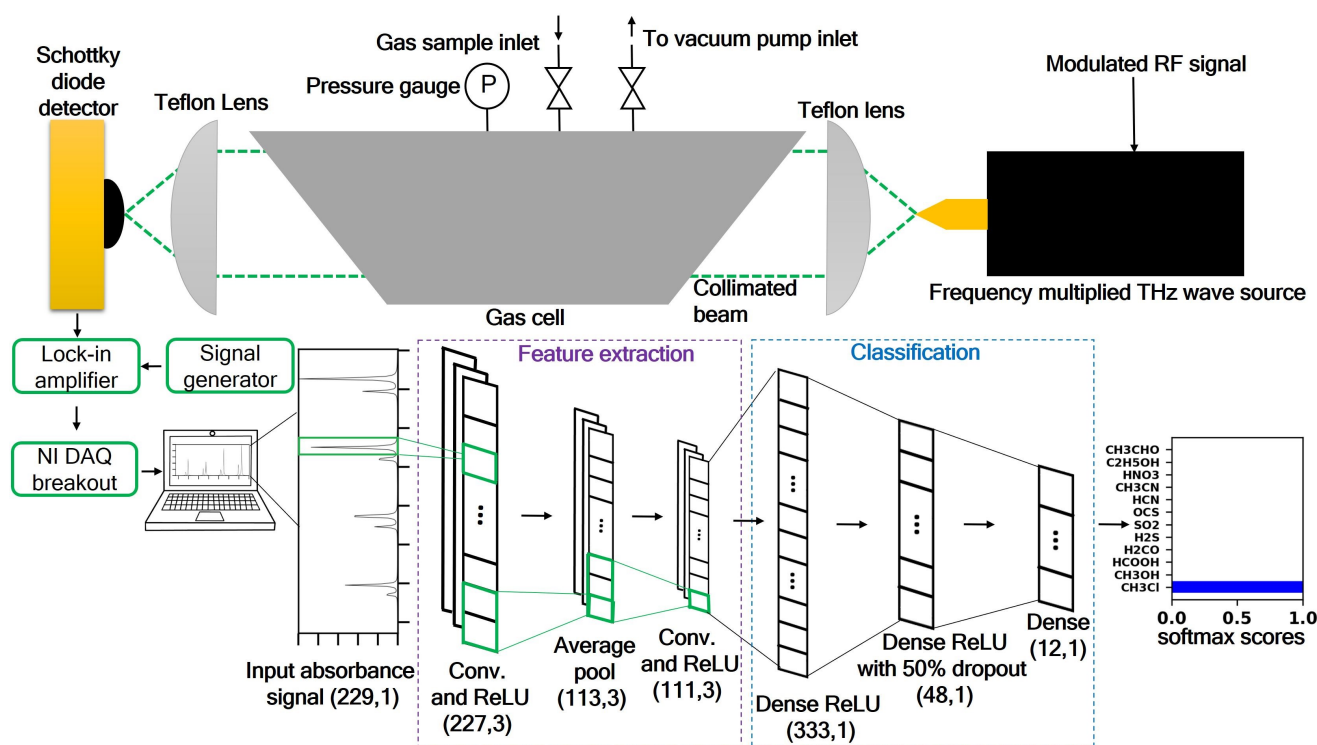 Schottky
diode
detector
Teflon Lens
Gas sample inlet
Pressure gauge
P
To vacuum pump inlet
Teflon lens
Modulated RF signal
Gas cell
Collimated
beam
Frequency multiplied THz wave source
Lock-in
amplifier
Signal
generator
NI DAQ
breakout
Input absorbance
signal (229,1)
Feature extraction
Conv.
and ReLU
(227,3)
Average
pool
(113,3)
Conv.
and ReLU
(111,3)
Classification
Dense ReLU
(333,1)
Dense ReLU
with 50% dropout
(48,1)
Dense
(12,1)
CH3CHO
C2H5OH
HNO3
CH3CN
HCN
OCS
SO2
H2S
H2CO
HCOOH
CH3OH
CH3Cl
0.0 0.5 1.0
softmax scores